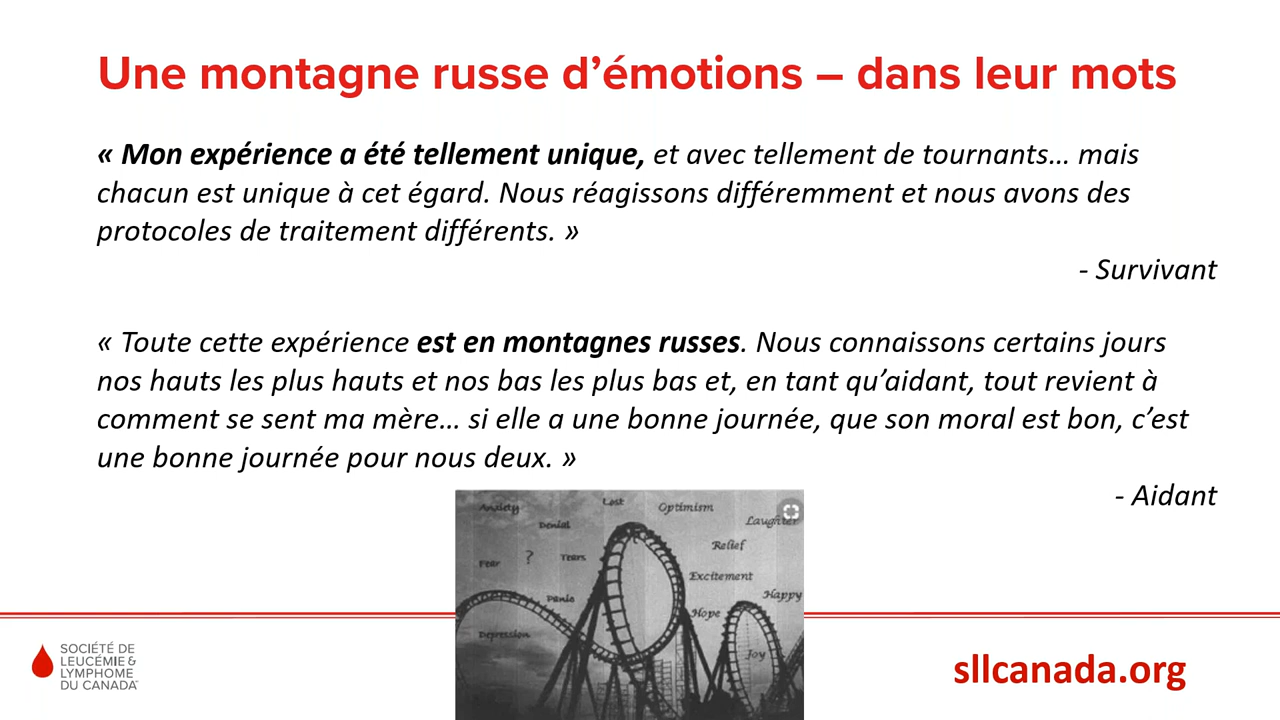 Une montagne russe d’émotions – dans leur mots
« Mon expérience a été tellement unique, et avec tellement de tournants… mais
chacun est unique à cet égard. Nous réagissons différemment et nous avons des
protocoles de traitement différents. »
- Survivant
« Toute cette expérience est en montagnes russes. Nous connaissons certains jours
nos hauts les plus hauts et nos bas les plus bas et, en tant qu’aidant, tout revient à
comment se sent ma mère… si elle a une bonne journée, que son moral est bon, c’est
une bonne journée pour nous deux. »
- Aidant
Anxiety
Lost
Optimism
Denial
Laughter
Fear
?
Tears
Relief
Excitement
Panic
Hope
Happy
Depression
Joy
SOCIÉTÉ DE
LEUCÉMIE &
LYMPHOME
DU CANADA
sllcanada.org